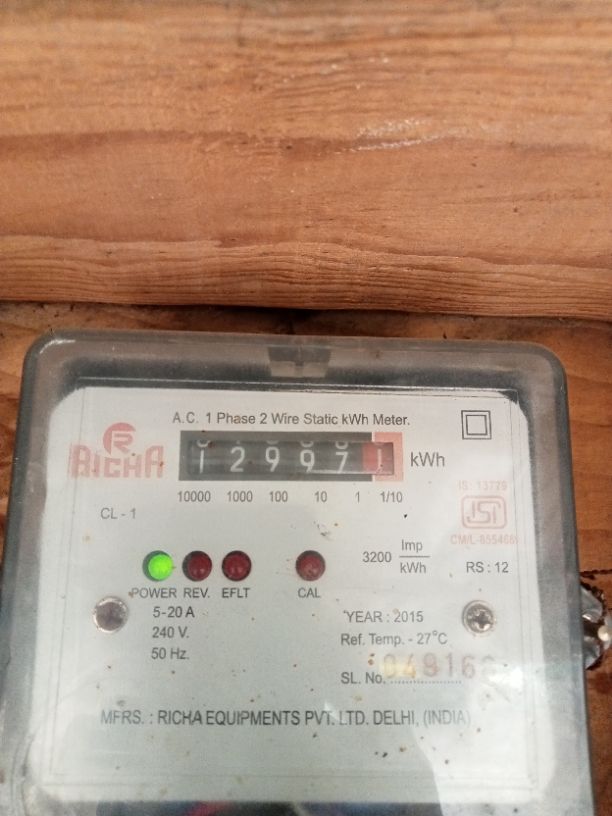 A.C. 1 Phase 2 Wire Static kWh Meter.
R
RICHA
129971 kWh
10000 1000 100 10 1 1/10
IS : 13779
ISI
CL - 1
3200 Imp/kWh
RS : 12
POWER REV. EFLT CAL
5-20 A
240 V.
50 Hz.
YEAR : 2015
Ref. Temp. - 27°C
SL. No.
MFRS. : RICHA EQUIPMENTS PVT. LTD. DELHI, (INDIA)